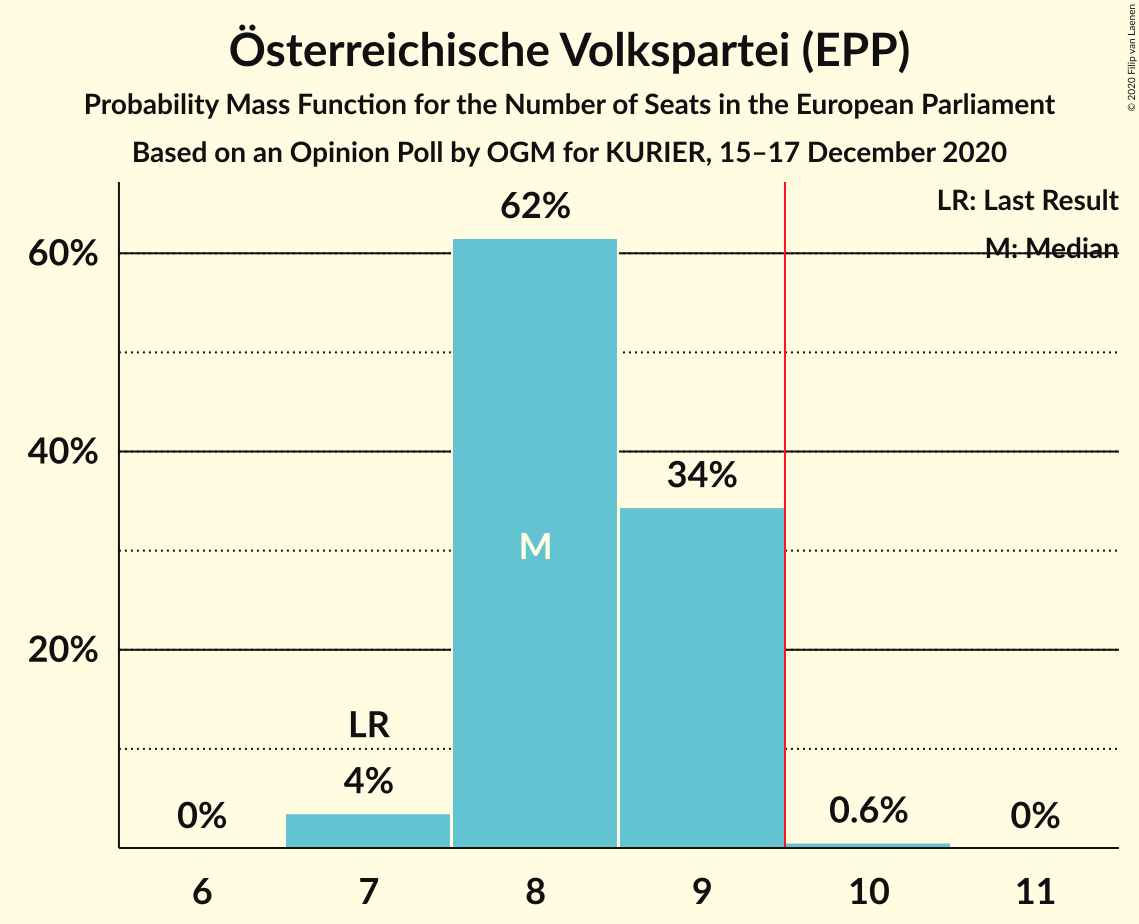 Österreichische Volkspartei (EPP)
Probability Mass Function for the Number of Seats in the European Parliament
Based on an Opinion Poll by OGM for KURIER, 15–17 December 2020
© 2020 Filip van Laenen
LR: Last Result
M: Median
62%
60%
40%
34%
M
20%
LR
4%
0%
0.6%
0%
6 7 8 9 10 11